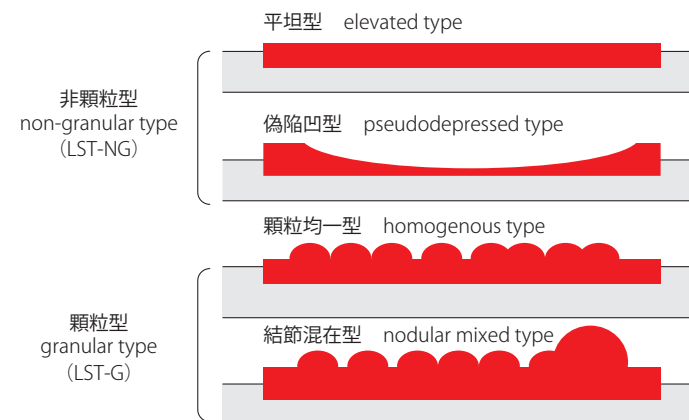 平坦型 elevated type
非顆粒型
non-granular type
（LST-NG）
偽陥凹型 pseudodepressed type
顆粒均一型 homogenous type
顆粒型
granular type
（LST-G）
結節混在型 nodular mixed type